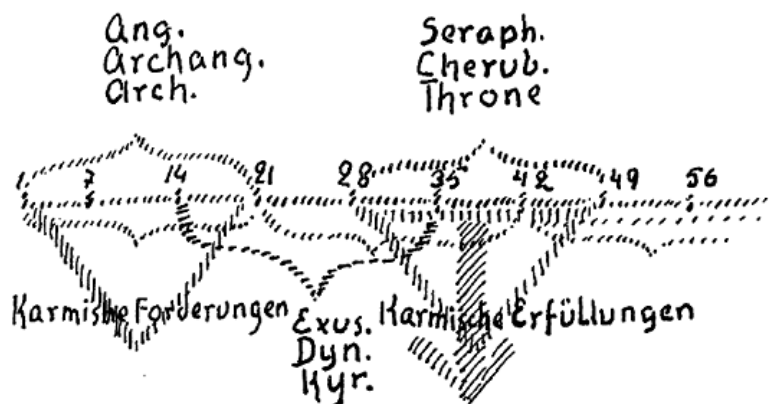 Ang.
Archang.
Arch.
Seraph.
Cherub.
Throne
1 7 14 21 28 35 42 49 56
Karmische Forderungen
Karmische Erfüllungen
Exus.
Dyn.
Kyr.